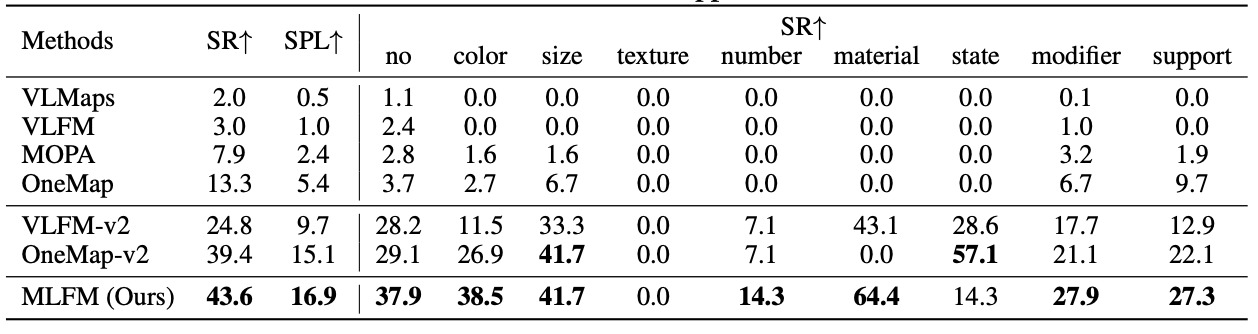 Methods SR↑ SPL↑ SR↑
no color size texture number material state modifier support
VLMaps 2.0 0.5 1.1 0.0 0.0 0.0 0.0 0.0 0.0 0.1 0.0
VLFM 3.0 1.0 2.4 0.0 0.0 0.0 0.0 0.0 0.0 1.0 0.0
MOPA 7.9 2.4 2.8 1.6 1.6 0.0 0.0 0.0 0.0 3.2 1.9
OneMap 13.3 5.4 3.7 2.7 6.7 0.0 0.0 0.0 0.0 6.7 9.7
VLFM-v2 24.8 9.7 28.2 11.5 33.3 0.0 7.1 43.1 28.6 17.7 12.9
OneMap-v2 39.4 15.1 29.1 26.9 41.7 0.0 7.1 0.0 57.1 21.1 22.1
MLFM (Ours) 43.6 16.9 37.9 38.5 41.7 0.0 14.3 64.4 14.3 27.9 27.3